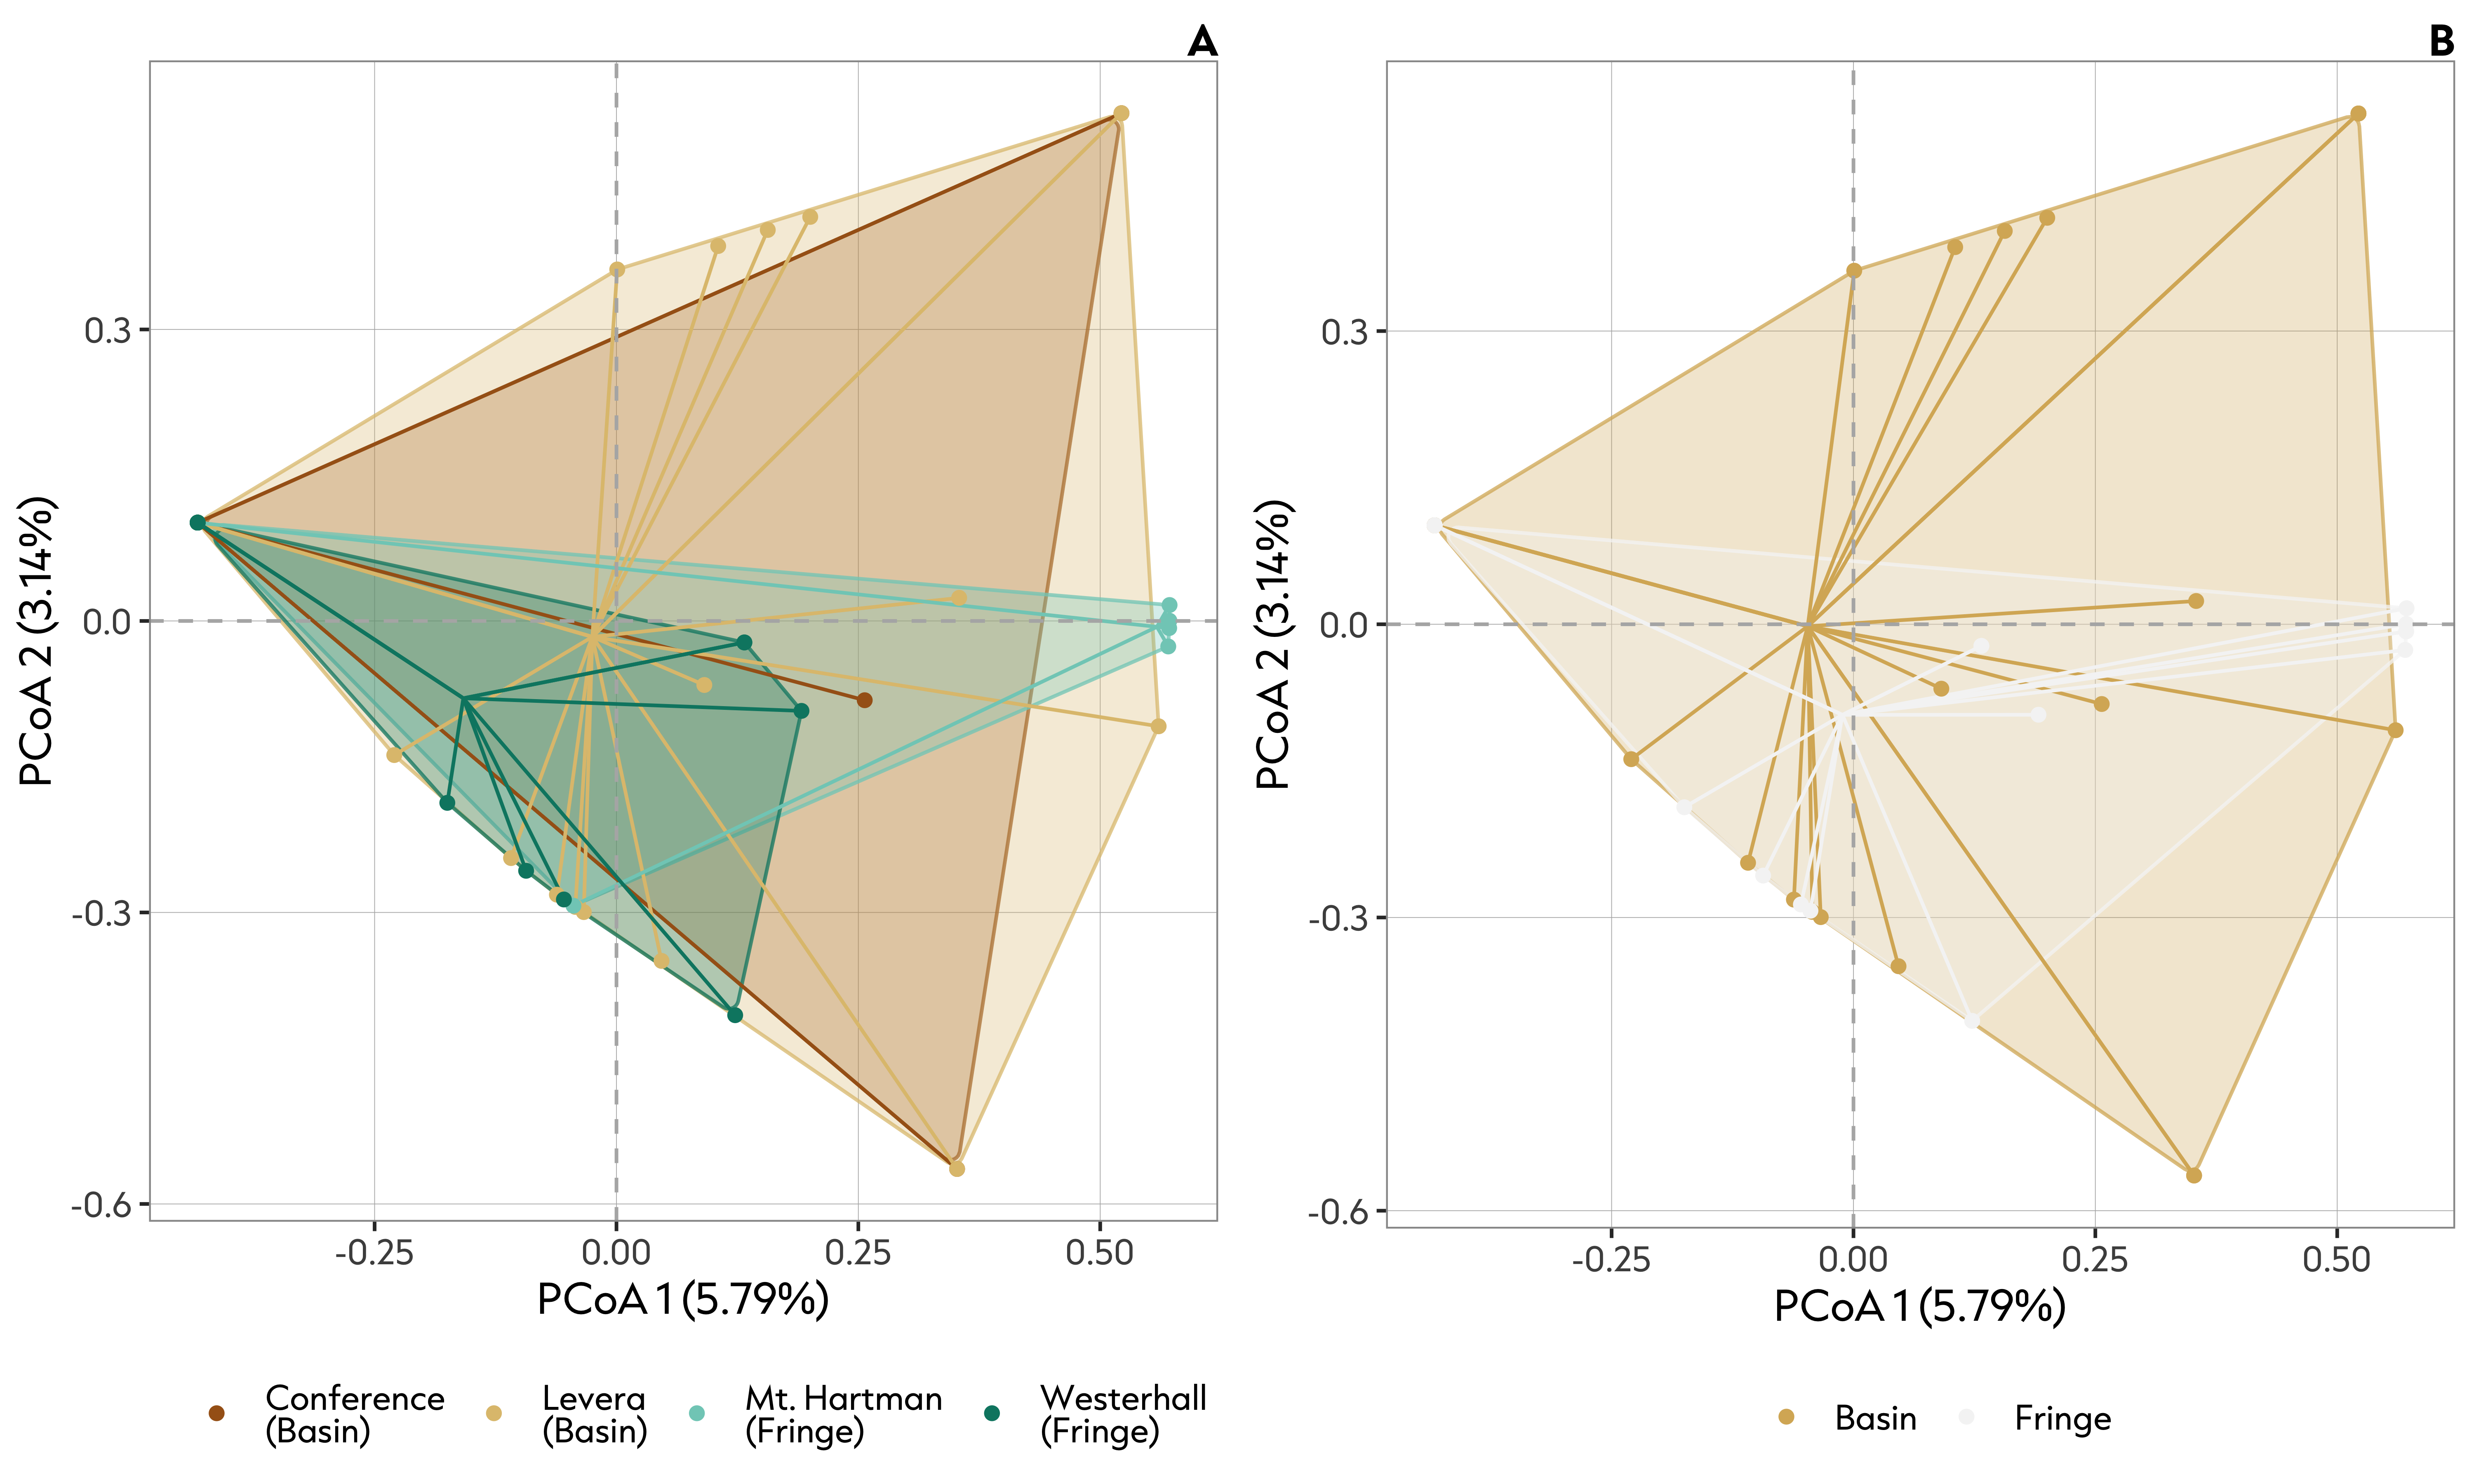 A
PCoA 2 (3.14%)
0.3
0.0
-0.3
-0.6
-0.25
0.00
0.25
0.50
PCoA 1 (5.79%)
Conference
(Basin)
Levera
(Basin)
Mt. Hartman
(Fringe)
Westerhall
(Fringe)
B
PCoA 2 (3.14%)
0.3
0.0
-0.3
-0.6
-0.25
0.00
0.25
0.50
PCoA 1 (5.79%)
Basin
Fringe